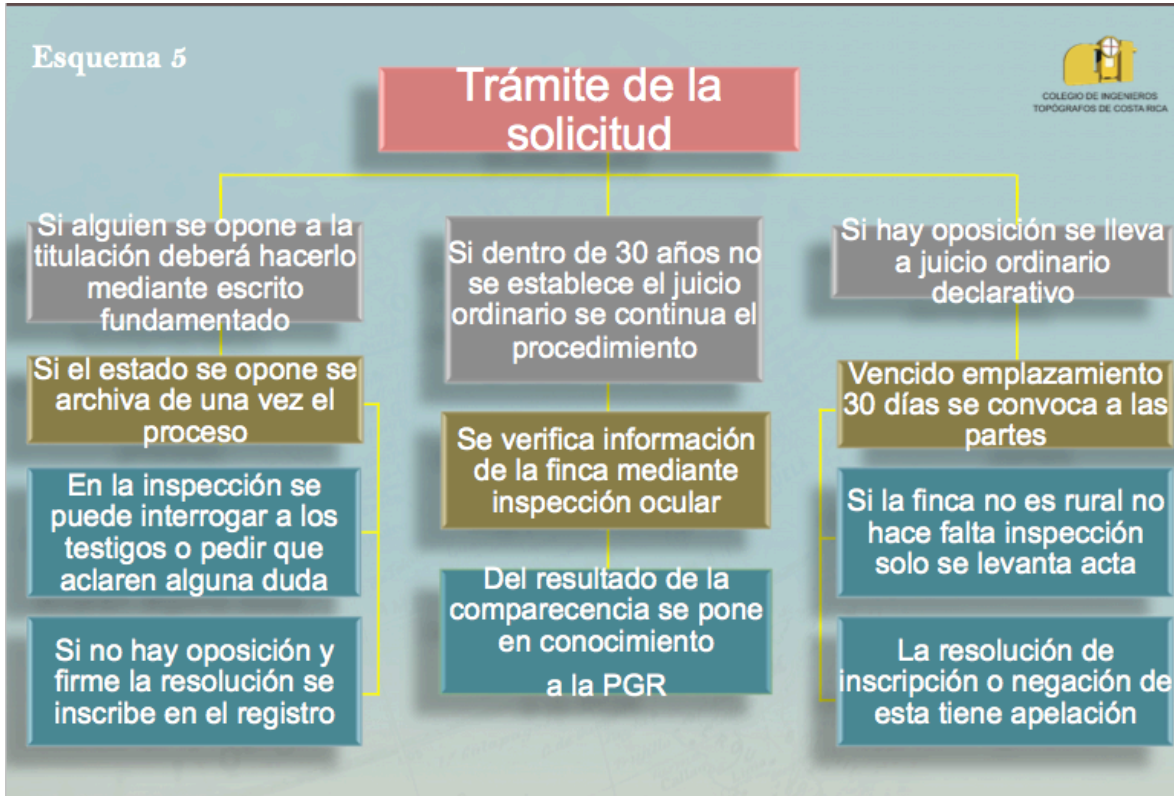 Esquema 5
COLEGIO DE INGENIEROS
TOPÓGRAFOS DE COSTA RICA
Trámite de la
solicitud
Si alguien se opone a la
titulación deberá hacerlo
mediante escrito
fundamentado
Si el estado se opone se
archiva de una vez el
proceso
En la inspección se
puede interrogar a los
testigos o pedir que
aclaren alguna duda
Si no hay oposición y
firme la resolución se
inscribe en el registro
Si dentro de 30 años no
se establece el juicio
ordinario se continua el
procedimiento
Se verifica información
de la finca mediante
inspección ocular
Del resultado de la
comparecencia se pone
en conocimiento
a la PGR
Si hay oposición se lleva
a juicio ordinario
declarativo
Vencido emplazamiento
30 días se convoca a las
partes
Si la finca no es rural no
hace falta inspección
solo se levanta acta
La resolución de
inscripción o negación de
esta tiene apelación